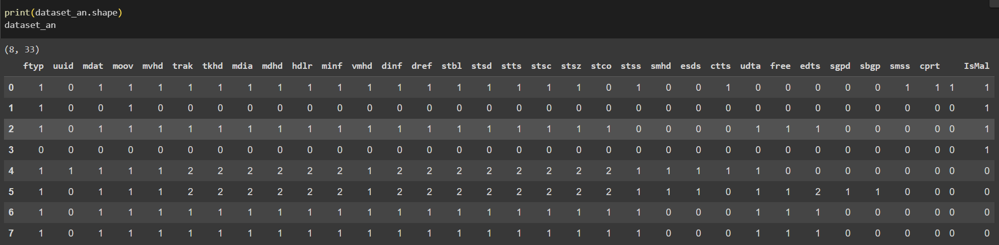 print(dataset_an.shape)
dataset_an
(8, 33)
ftyp uuid mdat moov mvhd trak tkhd mdia mdhd hdlr minf vmhd dinf dref stbl stsd stts stsc stsz stco stss smhd esds ctts udta free edts sgpd sbgp smss cprt IsMal
0 1 0 1 1 1 1 1 1 1 1 1 1 1 1 1 1 1 1 1 0 1 0 0 1 0 0 0 0 0 1 1 1 1
1 1 0 0 1 0 0 0 0 0 0 0 0 0 0 0 0 0 0 0 0 0 0 0 0 0 0 0 0 0 0 0 0 1
2 1 0 1 1 1 1 1 1 1 1 1 1 1 1 1 1 1 1 1 1 0 0 0 0 1 1 1 0 0 0 0 0 1
3 0 0 0 0 0 0 0 0 0 0 0 0 0 0 0 0 0 0 0 0 0 0 0 0 0 0 0 0 0 0 0 0 1
4 1 1 1 1 1 2 2 2 2 2 2 1 2 2 2 2 2 2 2 2 1 1 1 1 1 0 0 0 0 0 0 0 0
5 1 0 1 1 1 2 2 2 2 2 2 1 2 2 2 2 2 2 2 2 1 1 1 0 1 1 2 1 1 0 0 0 0
6 1 0 1 1 1 1 1 1 1 1 1 1 1 1 1 1 1 1 1 1 1 0 0 0 1 1 1 0 0 0 0 0 0
7 1 0 1 1 1 1 1 1 1 1 1 1 1 1 1 1 1 1 1 1 1 0 0 0 1 1 1 0 0 0 0 0 0